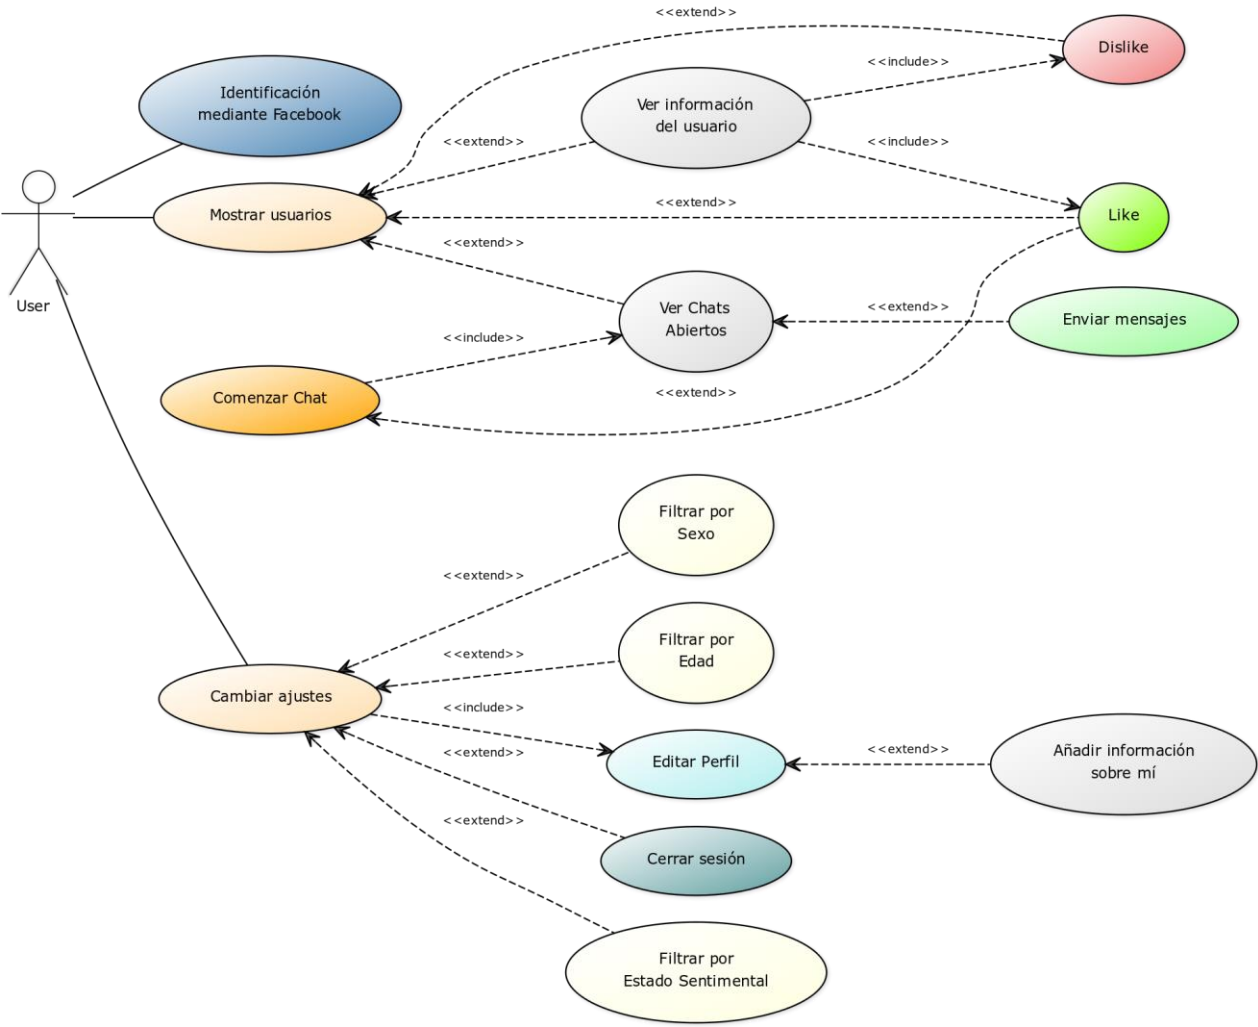 <<extend>>
Dislike
<<include>>
Identificación
mediante Facebook
Ver información
del usuario
<<extend>>
<<include>>
Mostrar usuarios
<<extend>>
Like
<<extend>>
User
Ver Chats
Abiertos
<<extend>>
Enviar mensajes
<<include>>
Comenzar Chat
<<extend>>
Filtrar por
Sexo
<<extend>>
Filtrar por
Edad
<<extend>>
Cambiar ajustes
<<include>>
<<extend>>
Editar Perfil
<<extend>>
Añadir información
sobre mí
<<extend>>
Cerrar sesión
Filtrar por
Estado Sentimental